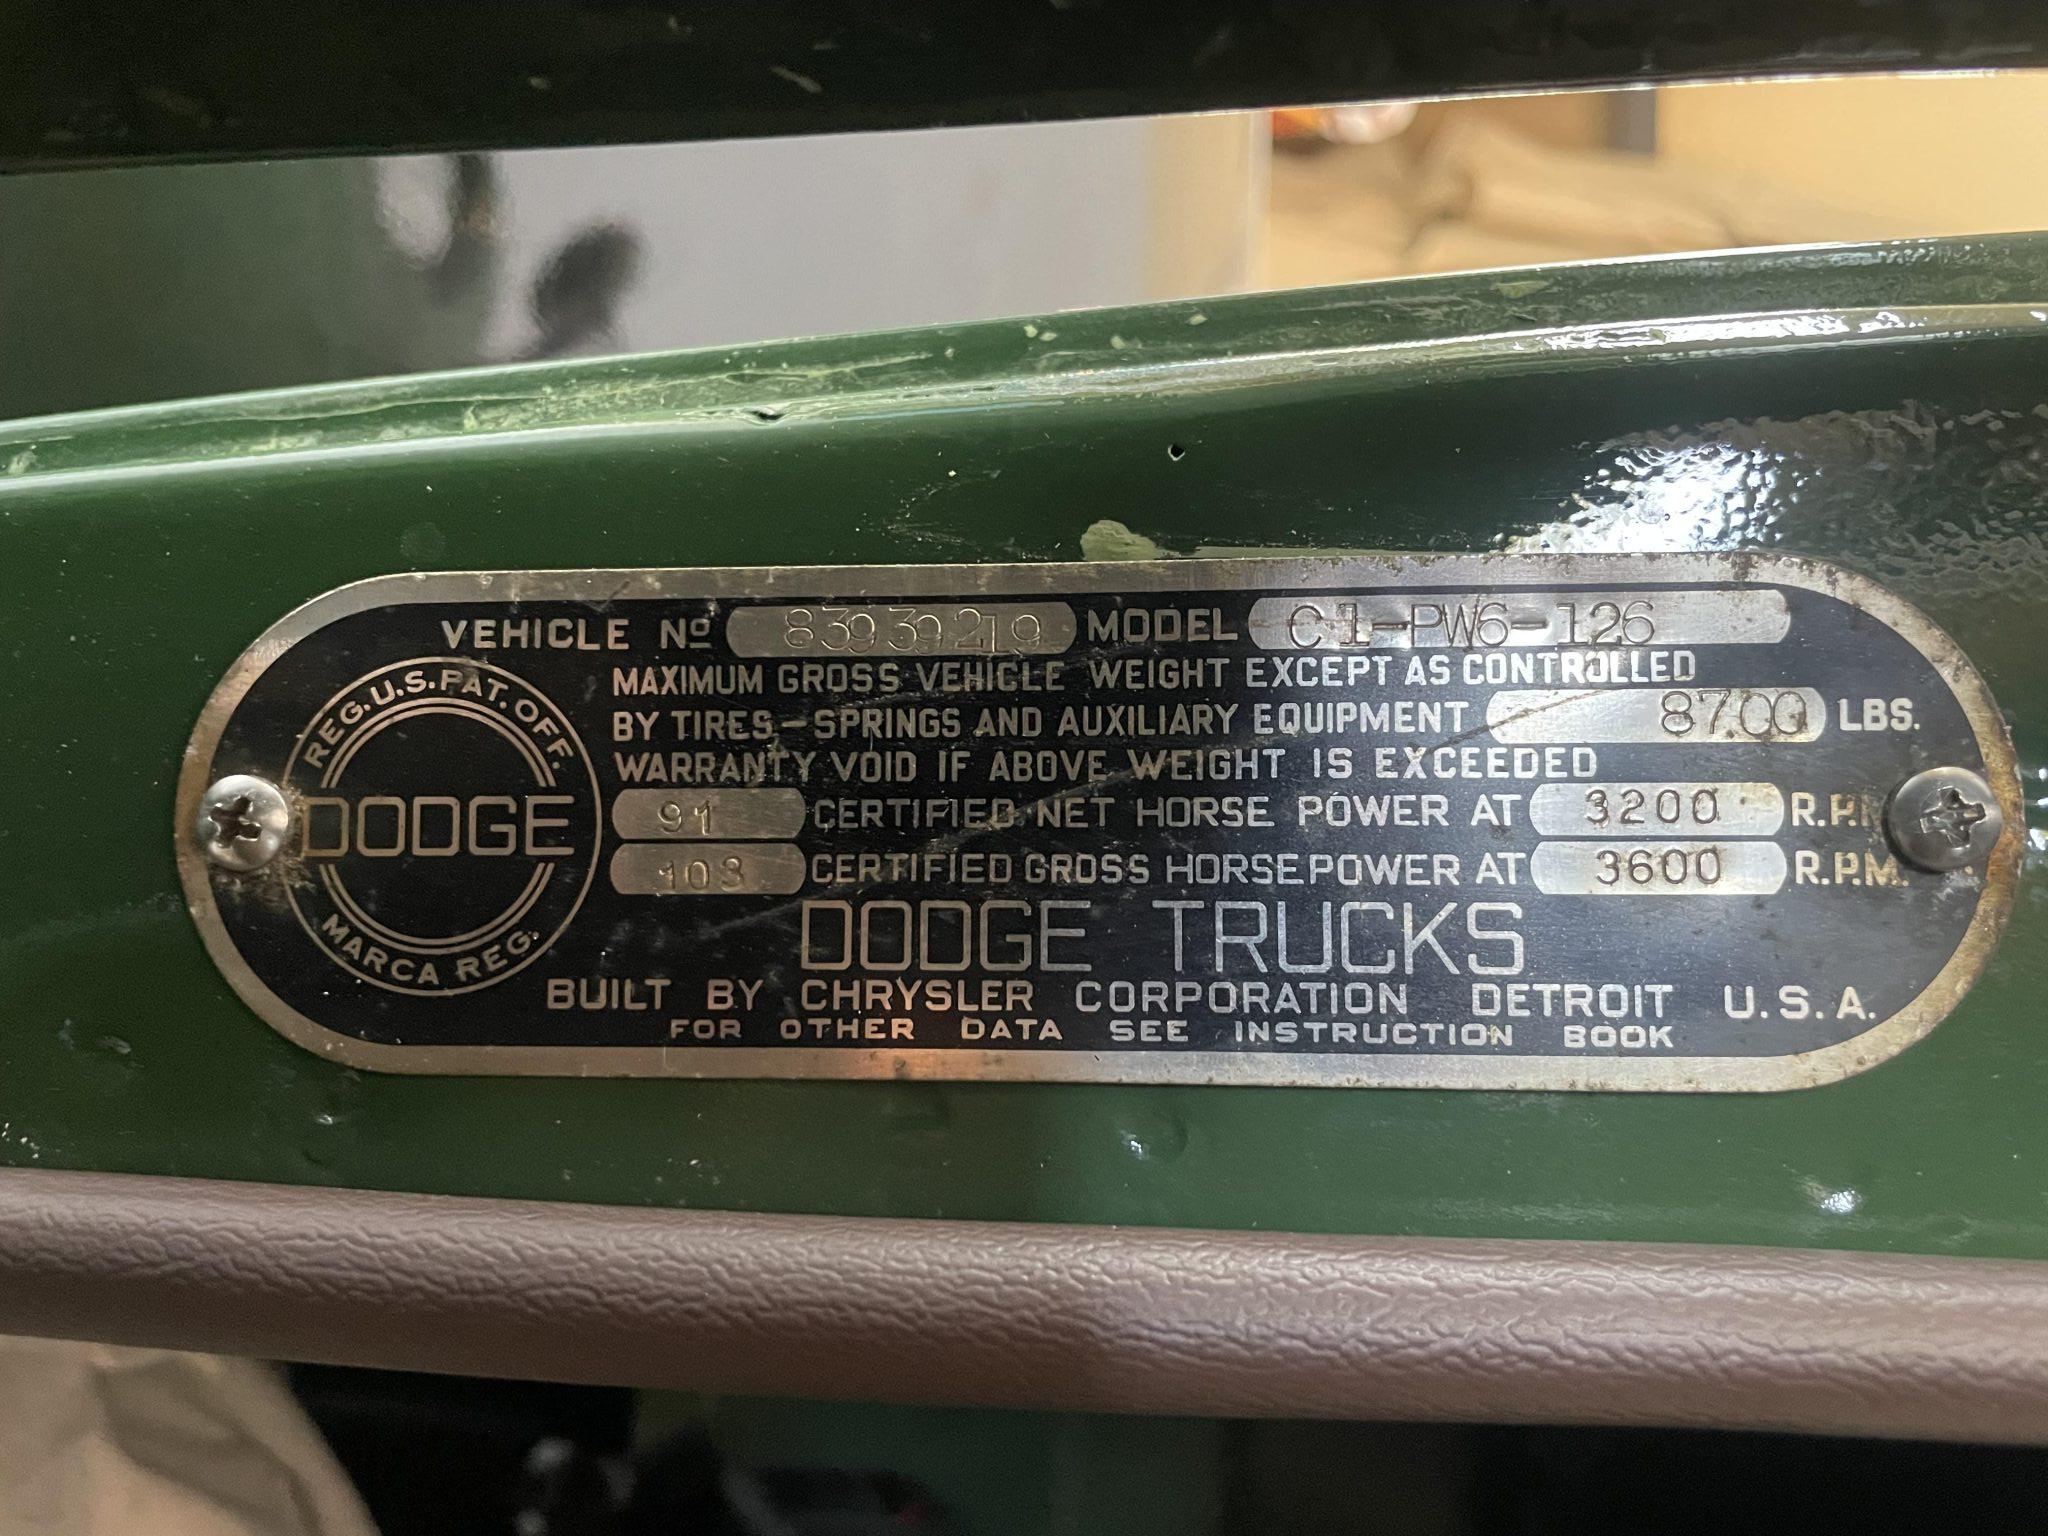 VEHICLE Nº 83939219 MODEL C1-PW6-126
MAXIMUM GROSS VEHICLE WEIGHT EXCEPT AS CONTROLLED
BY TIRES-SPRINGS AND AUXILIARY EQUIPMENT 8700 LBS.
WARRANTY VOID IF ABOVE WEIGHT IS EXCEEDED
91 CERTIFIED NET HORSE POWER AT 3200 R.P.M
103 CERTIFIED GROSS HORSEPOWER AT 3600 R.P.M.
REG. U.S. PAT. OFF.
DODGE
MARCA REG.
DODGE TRUCKS
BUILT BY CHRYSLER CORPORATION DETROIT U.S.A.
FOR OTHER DATA SEE INSTRUCTION BOOK